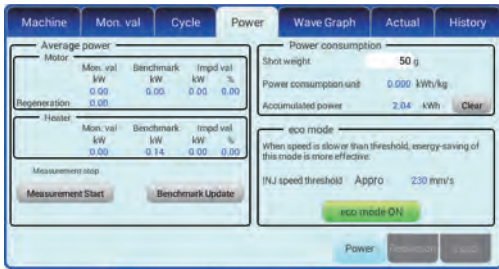 Machine Mon. val Cycle Power Wave Graph Actual History
Average power
Motor
Mon. val Benchmark Impd val
kW kW kW %
0.00 0.00 0.00 0.00
Regeneration 0.00
Heater
Mon. val Benchmark Impd val
kW kW kW %
0.00 0.14 0.00 0.00
Measurement stop
Measurement Start Benchmark Update
Power consumption
Shot weight 50 g
Power consumption unit 0.000 kWh/kg
Accumulated power 2.04 kWh Clear
eco mode
When speed is slower than threshold, energy-saving of
this mode is more effective.
INJ speed threshold Appro 230 mm/s
eco mode ON
Power